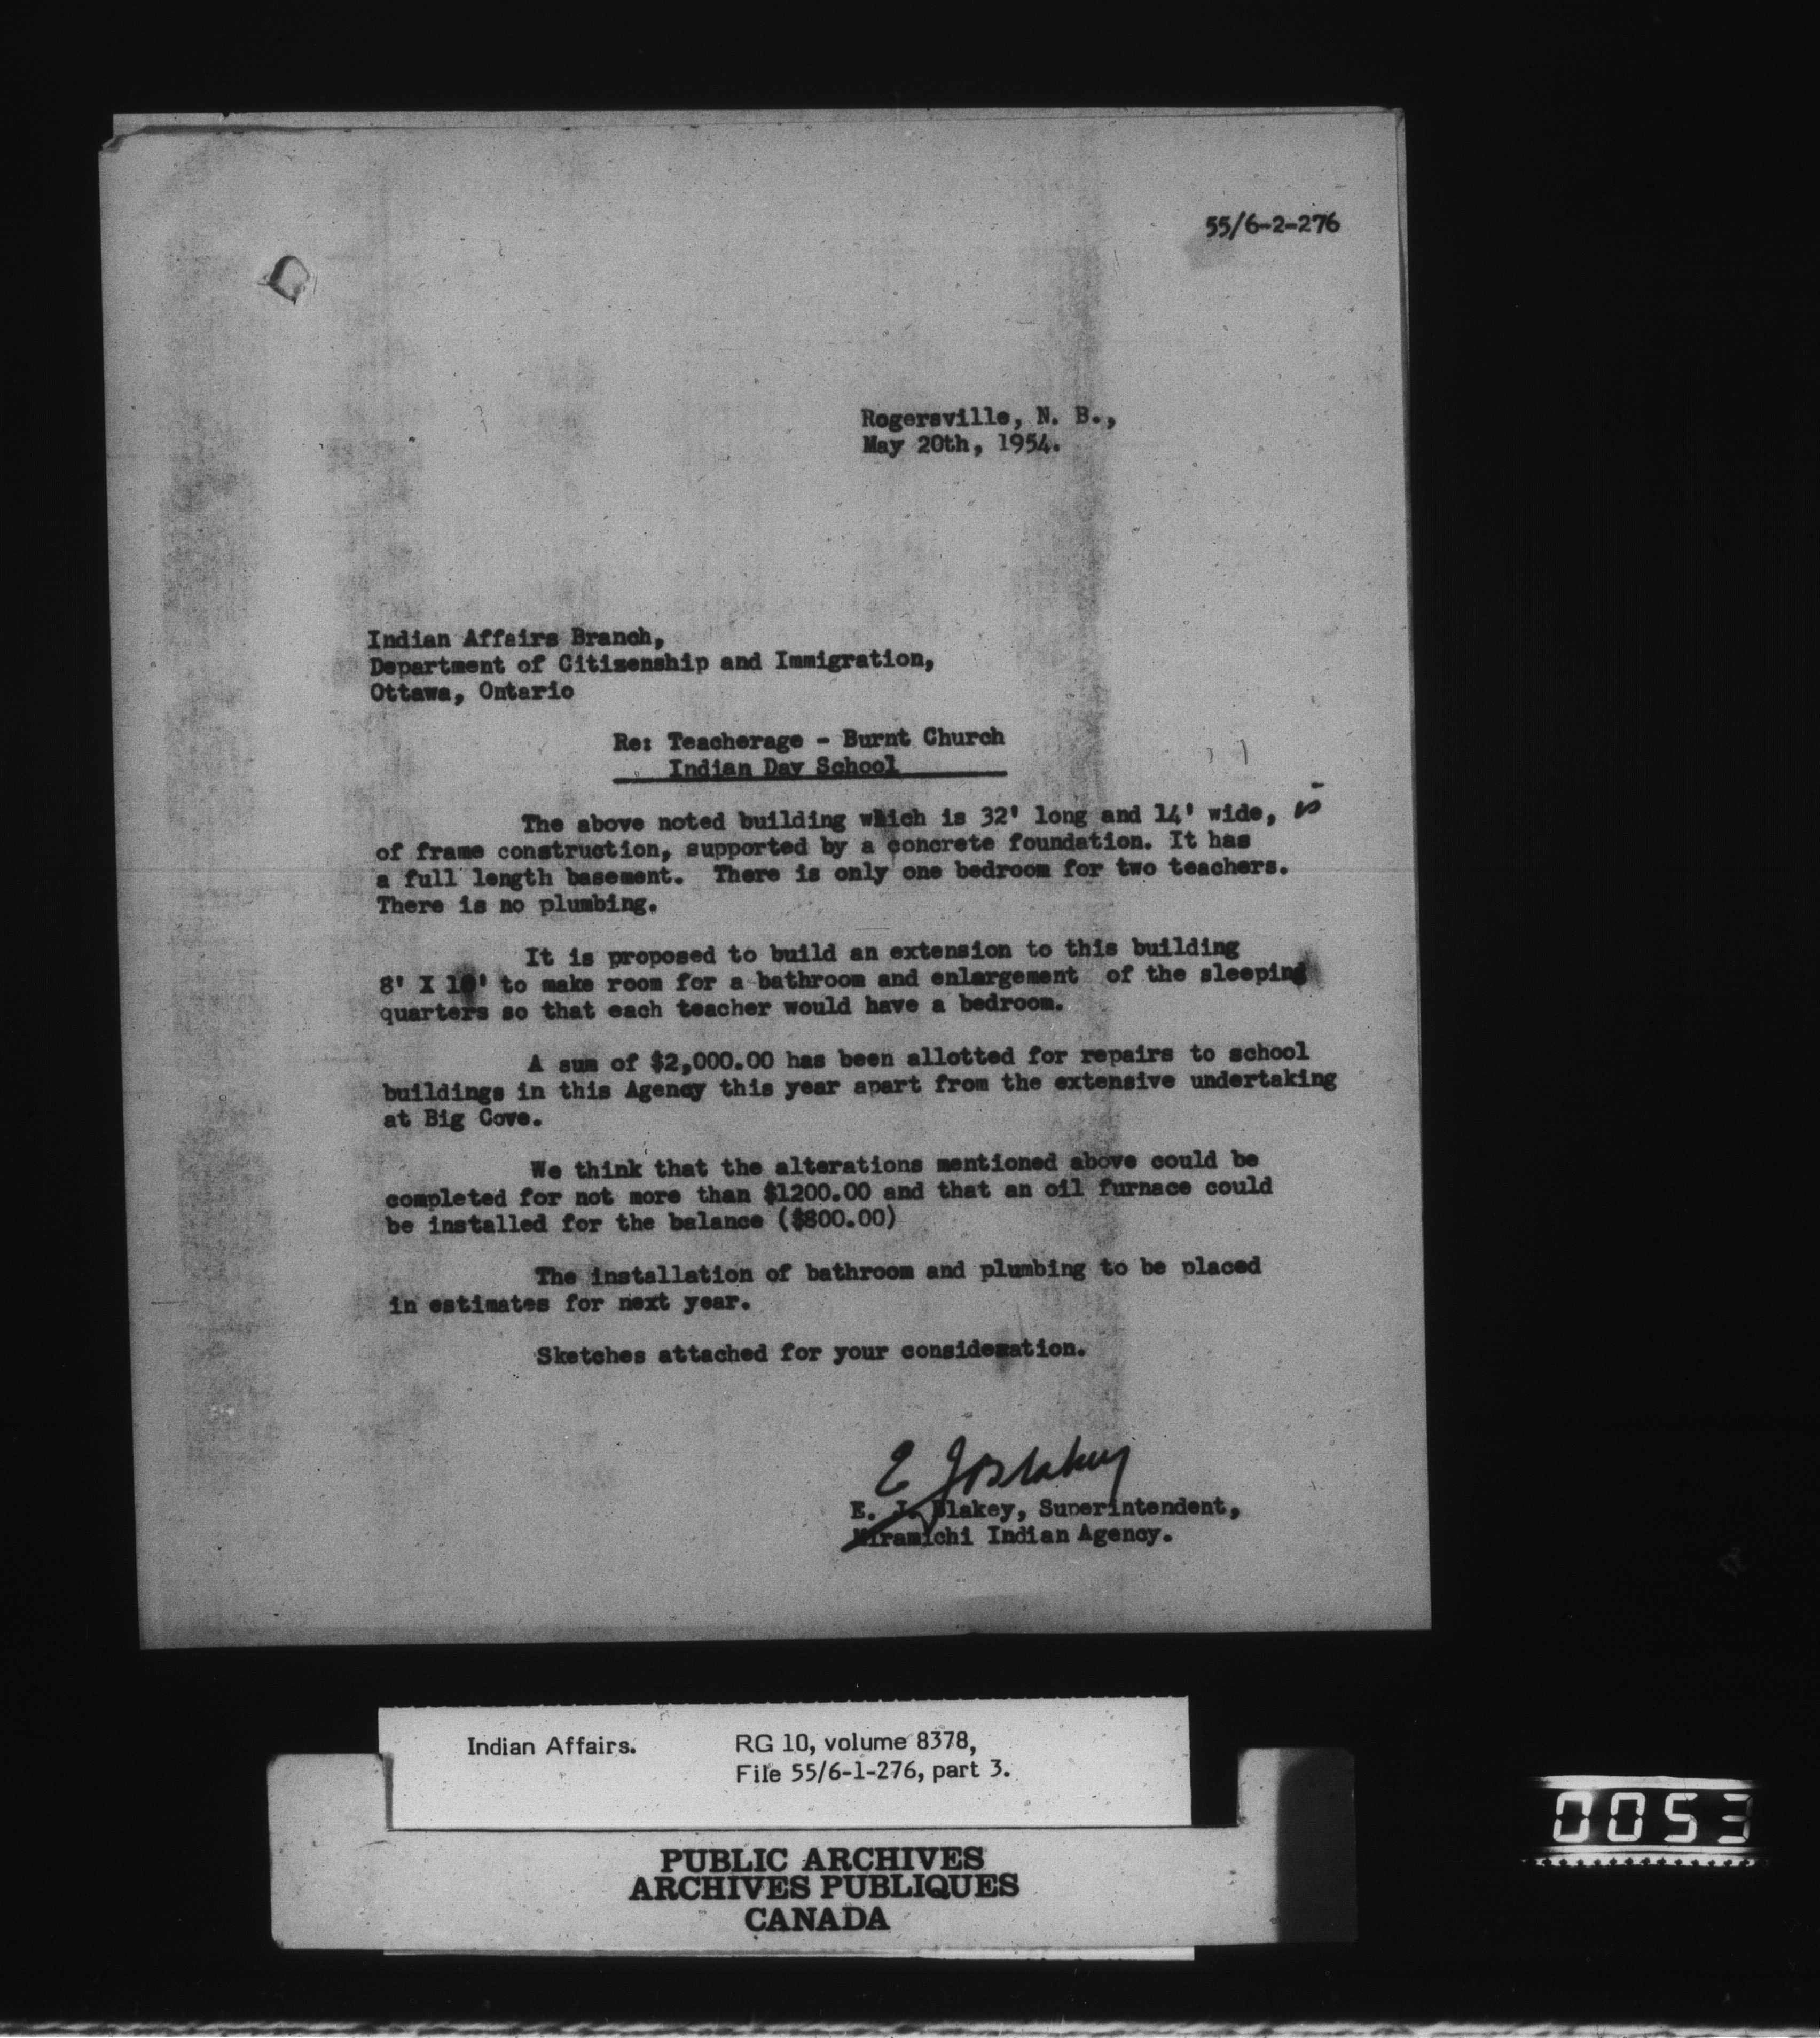 55/6-2-276
Rogersville, N. B.,
May 20th, 1954.
Indian Affairs Branch,
Department of Citizenship and Immigration,
Ottawa, Ontario
Re: Teacherage - Burnt Church
Indian Day School
The above noted building which is 32' long and 14' wide, is
of frame construction, supported by a concrete foundation. It has
a full length basement. There is only one bedroom for two teachers.
There is no plumbing.
It is proposed to build an extension to this building
8' X to make room for a bathroom and enlargement of the sleeping
quarters so that each teacher would have a bedroom.
A sum of $2,000.00 has been allotted for repairs to school
buildings in this Agency this year apart from the extensive undertaking
at Big Cove.
We think that the alterations mentioned above could be
completed for not more than $1200.00 and that an oil furnace could
be installed for the balance ($800.00)
The installation of bathroom and plumbing to be placed
in estimates for next year.
Sketches attached for your consideration.
E J Blakey
E. J. Blakey, Superintendent,
Miramichi Indian Agency.
Indian Affairs. RG 10, volume 8378,
File 55/6-1-276, part 3.
PUBLIC ARCHIVES
ARCHIVES PUBLIQUES
CANADA
0053